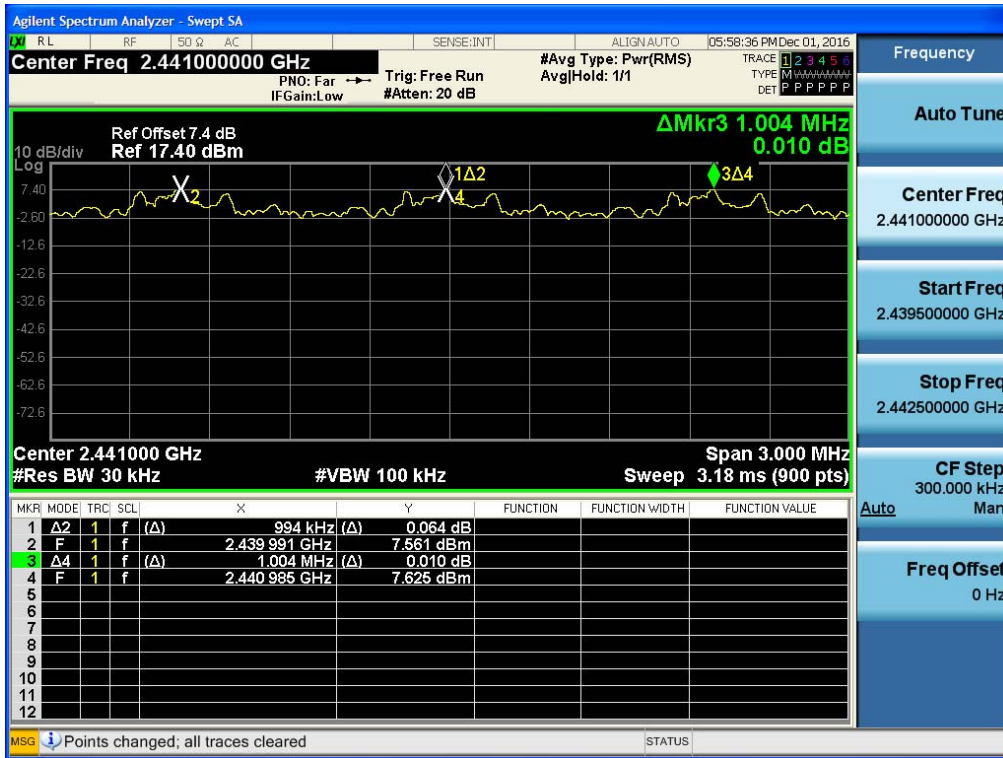 Agilent Spectrum Analyzer - Swept SA
LXI RL RF 50 Ω AC SENSE:INT ALIGN AUTO 05:58:36 PM Dec 01, 2016
Center Freq 2.441000000 GHz #Avg Type: Pwr(RMS) TRACE 1 2 3 4 5 6
PNO: Far Trig: Free Run Avg|Hold: 1/1 TYPE M WWWWW
IFGain:Low #Atten: 20 dB DET P P P P P P
Frequency
ΔMkr3 1.004 MHz
0.010 dB
Ref Offset 7.4 dB
10 dB/div Ref 17.40 dBm
Log
1Δ2 3Δ4
2 4
7.40
-2.60
-12.6
-22.6
-32.6
-42.6
-52.6
-62.6
-72.6
Center 2.441000 GHz Span 3.000 MHz
#Res BW 30 kHz #VBW 100 kHz Sweep 3.18 ms (900 pts)
MKR MODE TRC SCL X Y FUNCTION FUNCTION WIDTH FUNCTION VALUE
1 Δ2 1 f (Δ) 994 kHz (Δ) 0.064 dB
2 F 1 f 2.439 991 GHz 7.561 dBm
3 Δ4 1 f (Δ) 1.004 MHz (Δ) 0.010 dB
4 F 1 f 2.440 985 GHz 7.625 dBm
5
6
7
8
9
10
11
12
Auto Tune
Center Freq
2.441000000 GHz
Start Freq
2.439500000 GHz
Stop Freq
2.442500000 GHz
CF Step
300.000 kHz
Auto Man
Freq Offset
0 Hz
MSG Points changed; all traces cleared STATUS